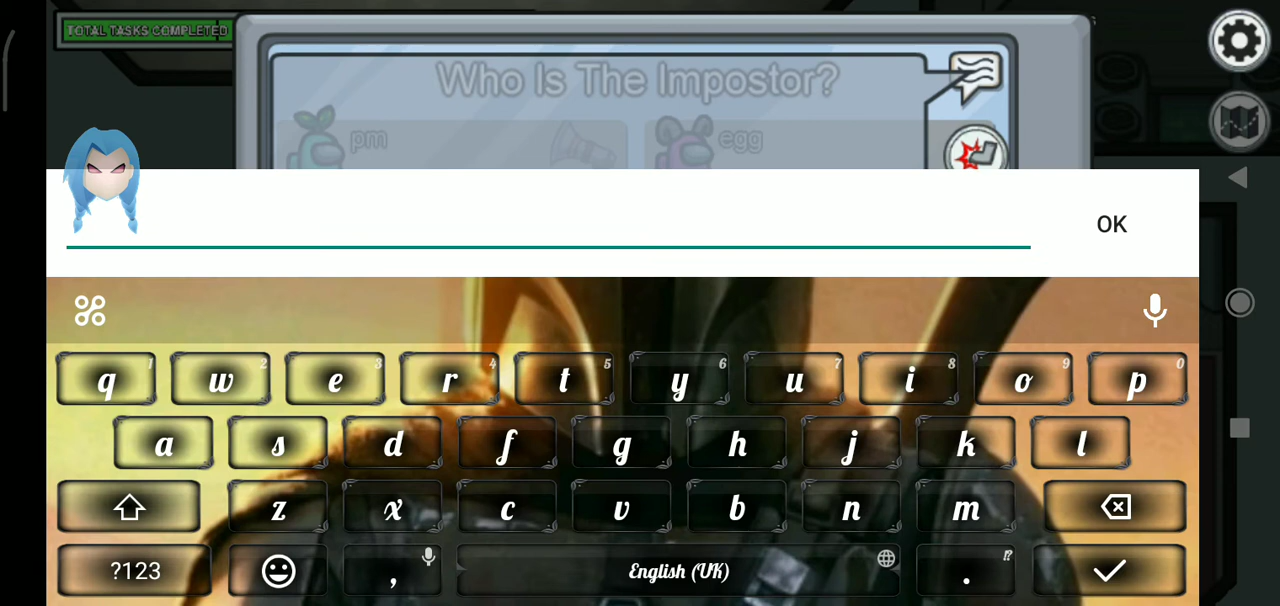 TOTAL TASKS COMPLETED
Who Is The Impostor?
pm egg
OK
q 1 w 2 e 3 r 4 t 5 y 6 u 7 i 8 o 9 p 0
a s d f g h j k l
z x c v b n m
?123 , English (UK) . !?